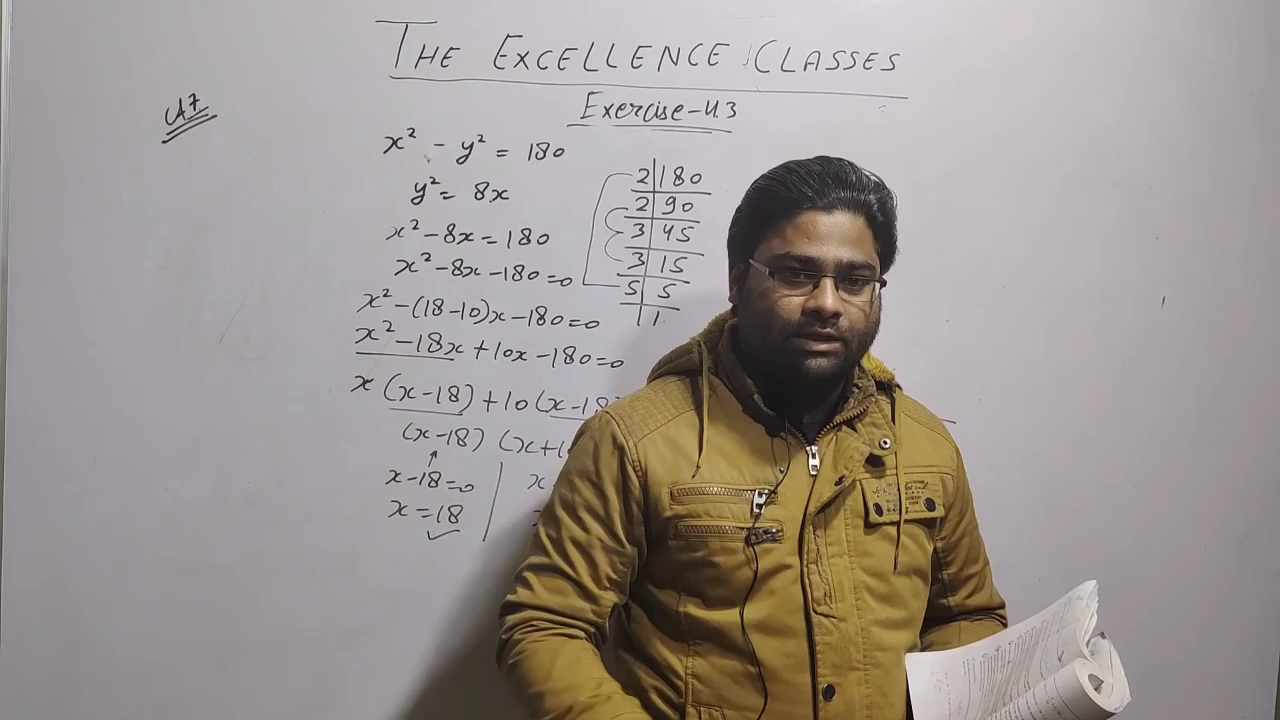 THE EXCELLENCE CLASSES
Exercise-4.3
x² - y² = 180
y² = 8x
x² - 8x = 180
x² - 8x - 180 = 0
x² - (18 - 10)x - 180 = 0
x² - 18x + 10x - 180 = 0
x (x - 18) + 10 (x - 18
(x - 18) (x + 1
x - 18 = 0 | x
x = 18
2 | 180
2 | 90
3 | 45
3 | 15
5 | 5
| 1